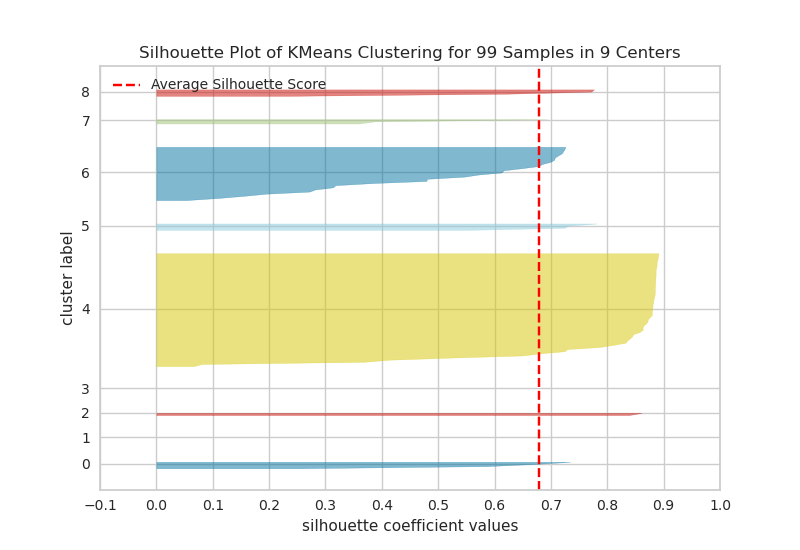 Silhouette Plot of KMeans Clustering for 99 Samples in 9 Centers
Average Silhouette Score
8
7
6
5
4
3
2
1
0
cluster label
−0.1 0.0 0.1 0.2 0.3 0.4 0.5 0.6 0.7 0.8 0.9 1.0
silhouette coefficient values